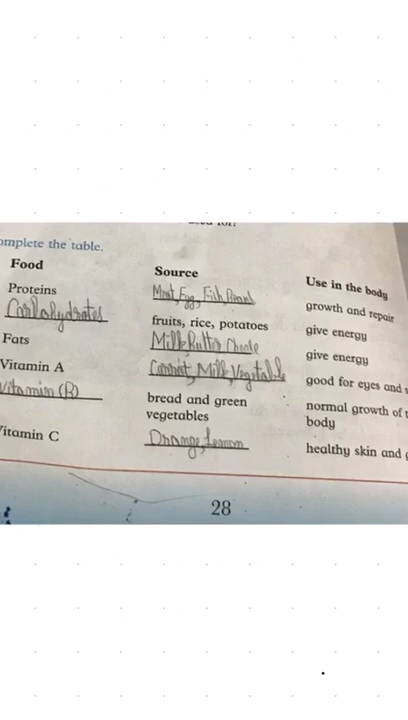 omplete the table.
Food Source Use in the body
Proteins Meat, Egg, Fish, Beans growth and repair
Carbohydrates fruits, rice, potatoes give energy
Fats Milk, Butter give energy
Vitamin A Carrot, Milk, Vegetable good for eyes and s
Vitamin (B) bread and green normal growth of t
vegetables body
Vitamin C Orange, Lemon healthy skin and g
28